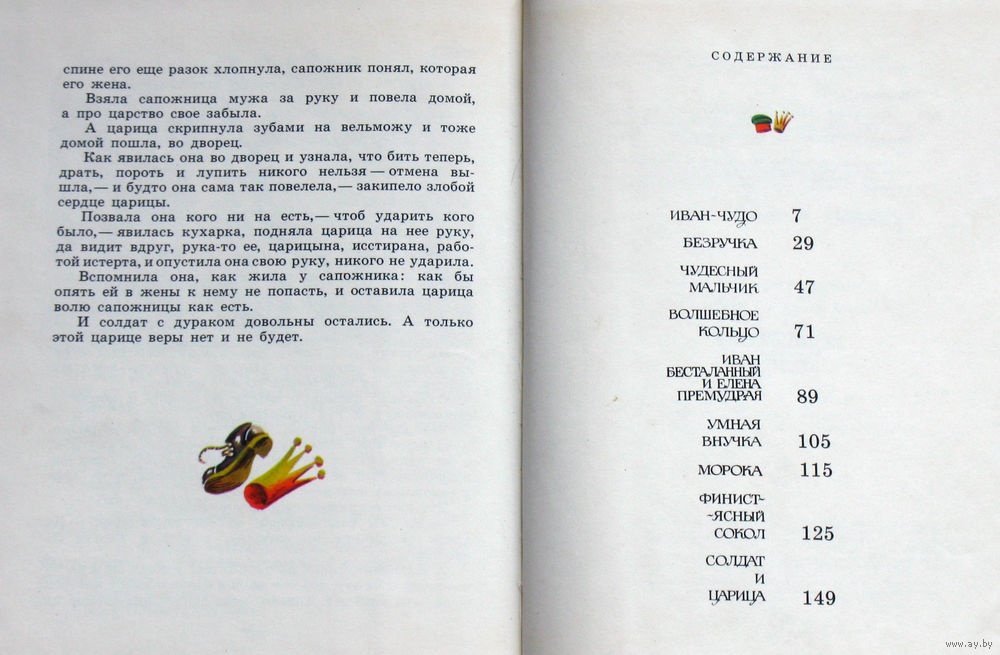 спине его еще разок хлопнула, сапожник понял, которая
его жена.
Взяла сапожница мужа за руку и повела домой,
а про царство свое забыла.
А царица скрипнула зубами на вельможу и тоже
домой пошла, во дворец.
Как явилась она во дворец и узнала, что бить теперь,
драть, пороть и лупить никого нельзя — отмена вы-
шла,— и будто она сама так повелела,— закипело злобой
сердце царицы.
Позвала она кого ни на есть,— чтоб ударить кого
было,— явилась кухарка, подняла царица на нее руку,
да видит вдруг, рука-то ее, царицына, исстирана, рабо-
той истерта, и опустила она свою руку, никого не ударила.
Вспомнила она, как жила у сапожника: как бы
опять ей в жены к нему не попасть, и оставила царица
волю сапожницы как есть.
И солдат с дураком довольны остались. А только
этой царице веры нет и не будет.
СОДЕРЖАНИЕ
ИВАН-ЧУДО 7
БЕЗРУЧКА 29
ЧУДЕСНЫЙ
МАЛЬЧИК 47
ВОЛШЕБНОЕ
КОЛЬЦО 71
ИВАН
БЕСТАЛАННЫЙ
И ЕЛЕНА
ПРЕМУДРАЯ 89
УМНАЯ
ВНУЧКА 105
МОРОКА 115
ФИНИСТ-
-ЯСНЫЙ
СОКОЛ 125
СОЛДАТ
И
ЦАРИЦА 149
www.ay.by